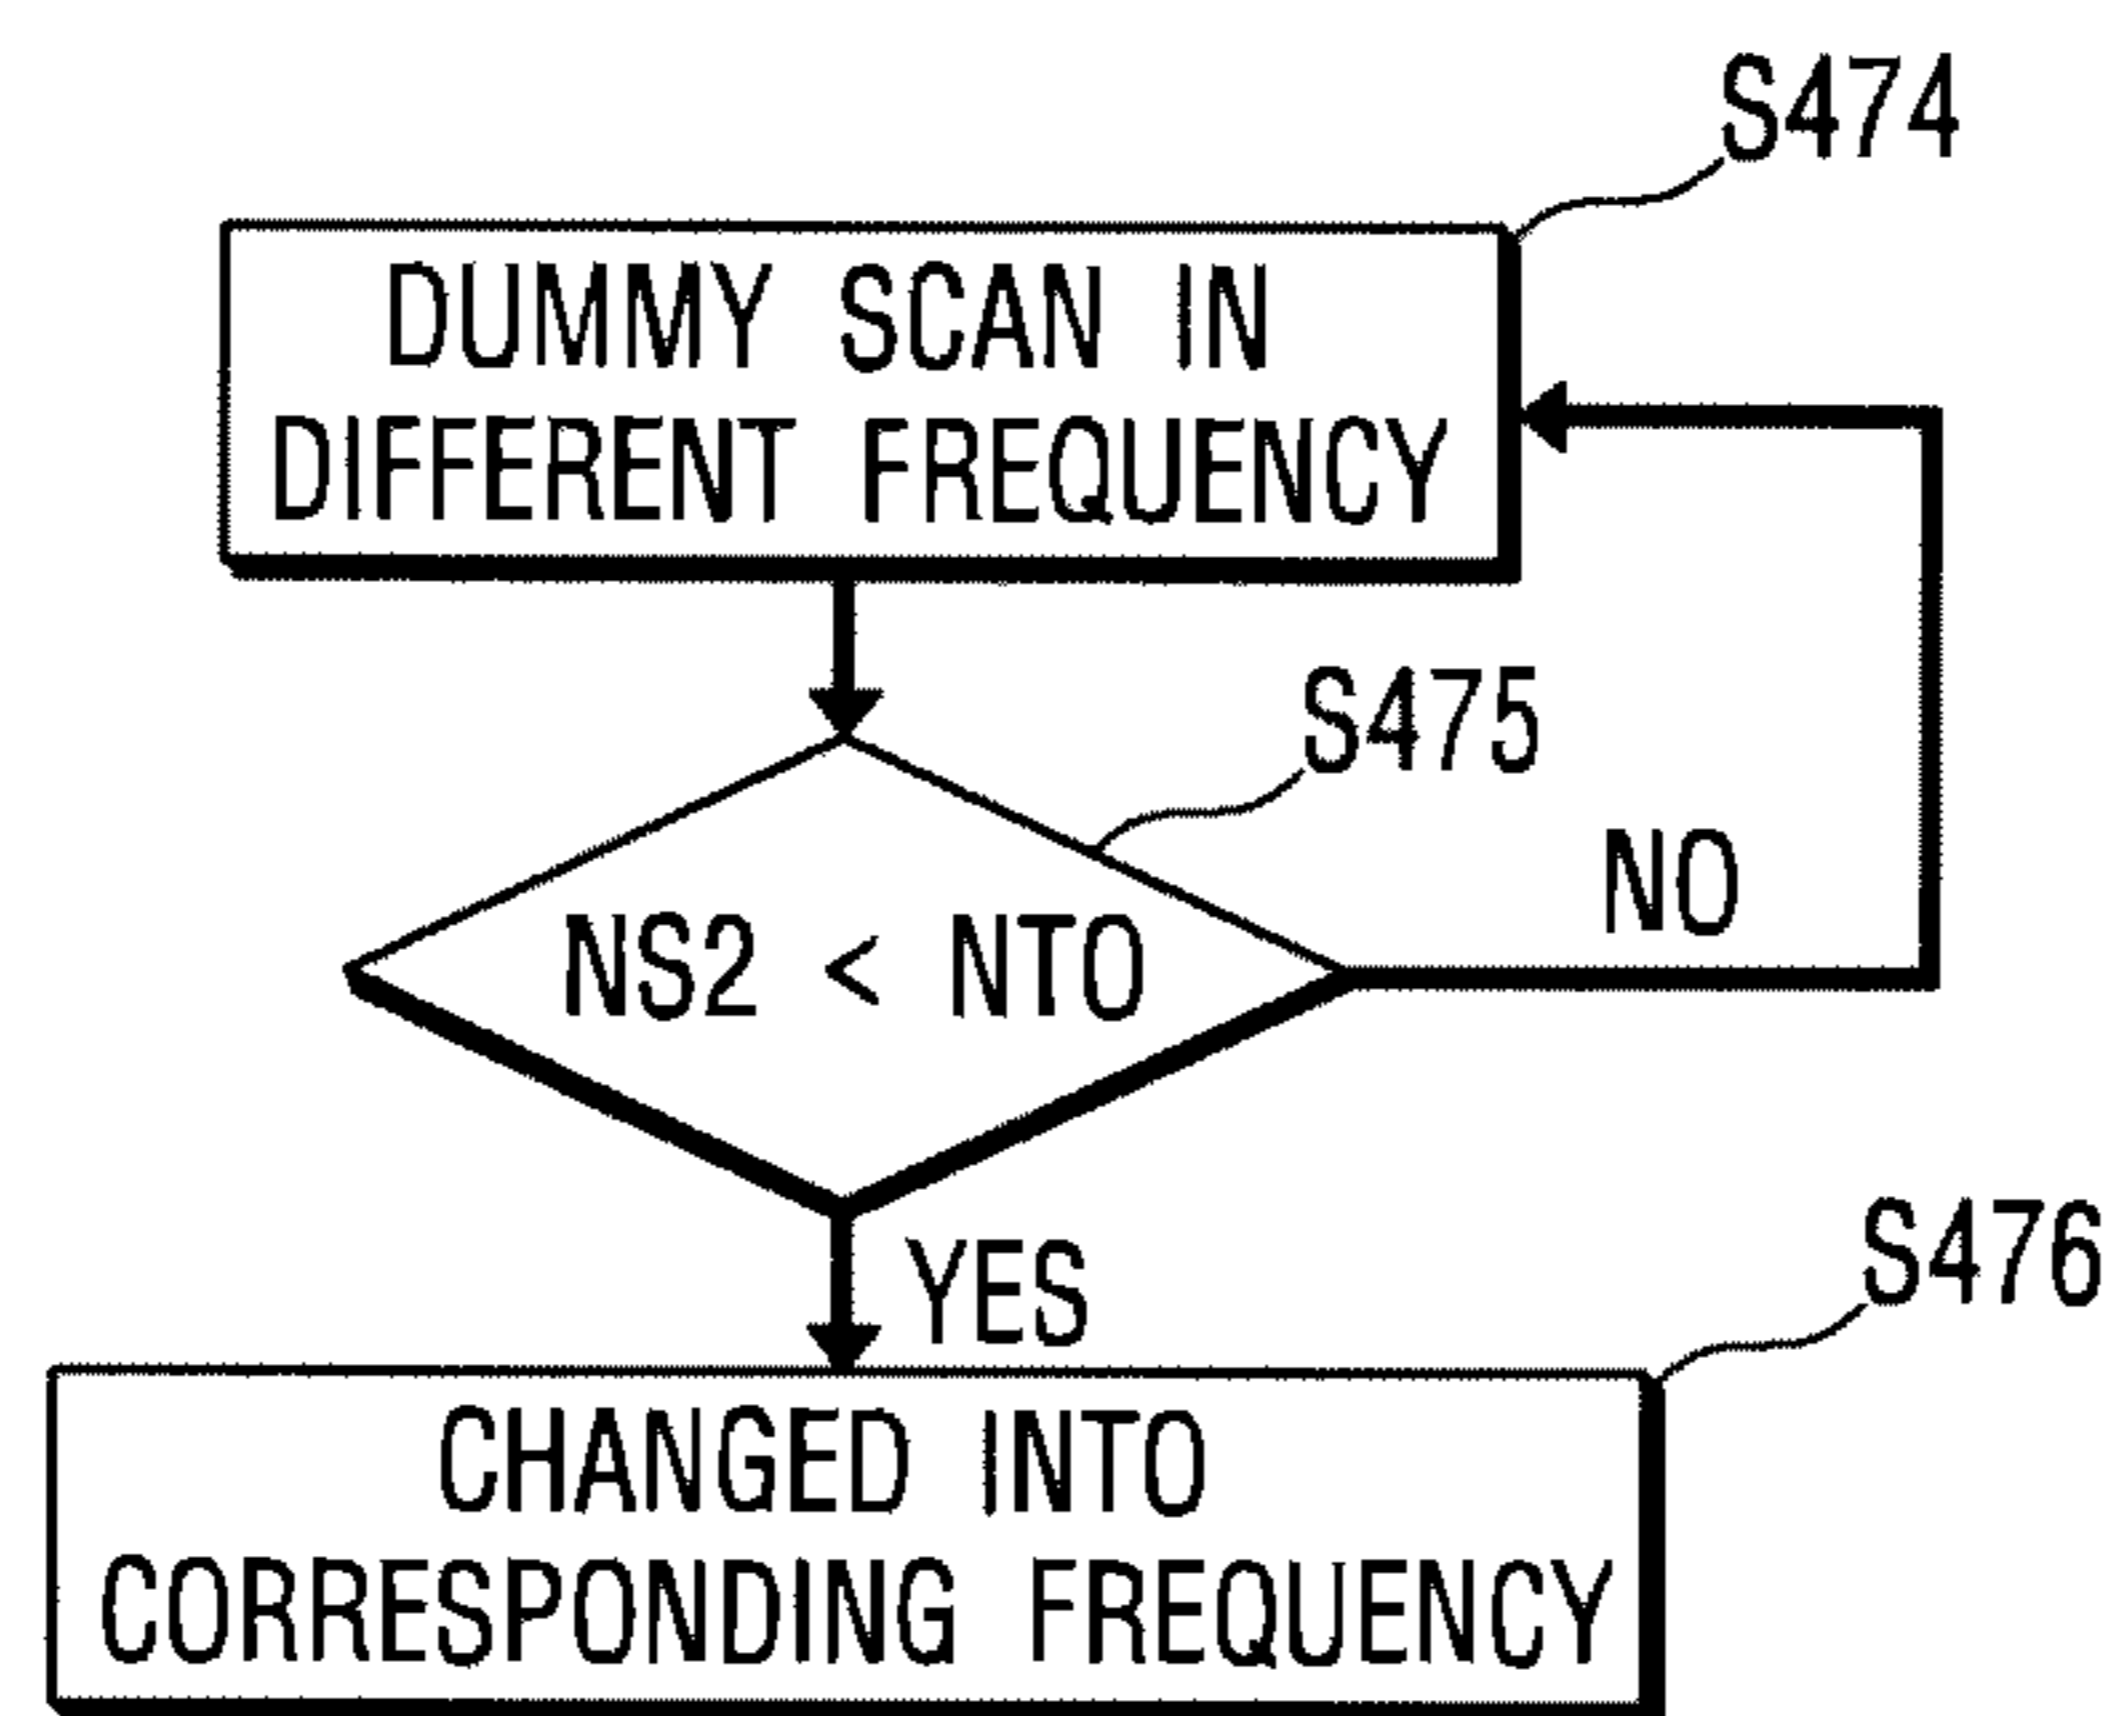 S474
DUMMY SCAN IN
DIFFERENT FREQUENCY
S475
NO
NS2 < NTO
YES
S476
CHANGED INTO
CORRESPONDING FREQUENCY